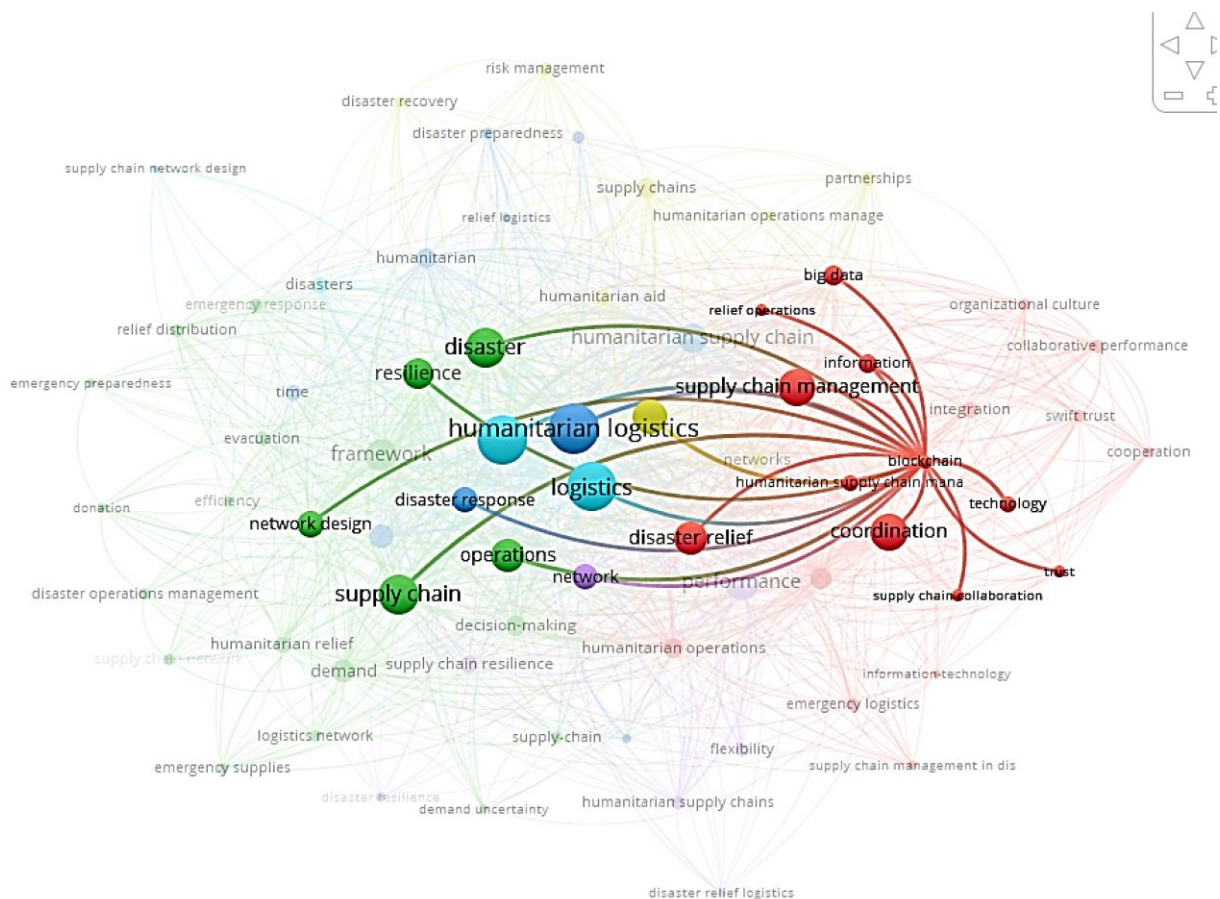 risk management
disaster recovery
disaster preparedness
supply chain network design
partnerships
supply chains
humanitarian operations manage
relief logistics
humanitarian
big data
disasters
humanitarian aid
emergency response
organizational culture
relief operations
relief distribution
humanitarian supply chain
disaster
collaborative performance
information
resilience
emergency preparedness
supply chain management
time
integration
swift trust
humanitarian logistics
evacuation
framework
networks
cooperation
blockchain
humanitarian supply chain mana
logistics
disaster response
efficiency
donation
technology
network design
coordination
disaster relief
operations
trust
network
performance
supply chain
disaster operations management
supply chain collaboration
decision-making
humanitarian relief
humanitarian operations
supply chain network
supply chain resilience
demand
information technology
emergency logistics
logistics network
supply-chain
flexibility
emergency supplies
supply chain management in dis
disaster resilience
humanitarian supply chains
demand uncertainty
disaster relief logistics